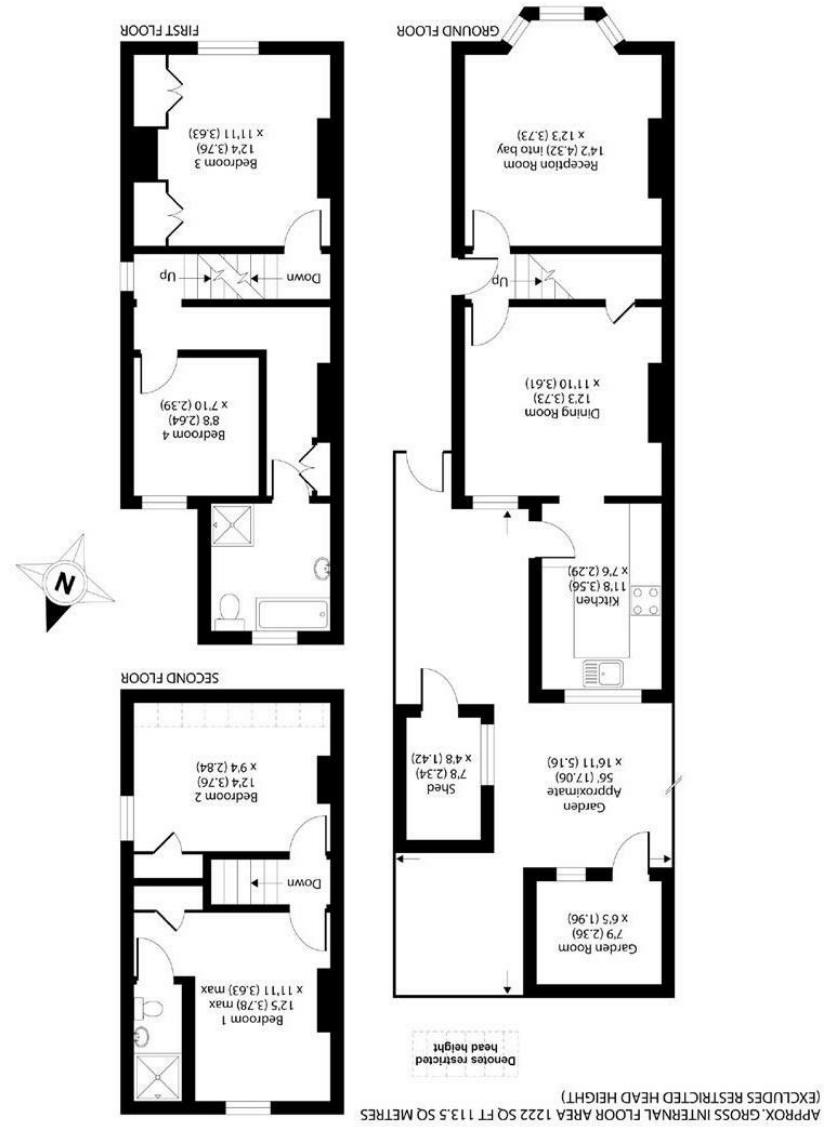 APPROX. GROSS INTERNAL FLOOR AREA 1222 SQ FT 113.5 SQ METRES
(EXCLUDES RESTRICTED HEAD HEIGHT)
Denotes restricted
head height
Garden Room
7'9 (2.36)
x 6'5 (1.96)
Garden
Approximate
56' (17.06)
x 16'11 (5.16)
Shed
7'8 (2.34)
x 4'8 (1.42)
Kitchen
11'8 (3.56)
x 7'6 (2.29)
Dining Room
12'3 (3.73)
x 11'10 (3.61)
Up
Reception Room
14'2 (4.32) into bay
x 12'3 (3.73)
GROUND FLOOR
Bedroom 1
12'5 (3.78) max
x 11'11 (3.63) max
Down
Bedroom 2
12'4 (3.76)
x 9'4 (2.84)
SECOND FLOOR
N
Bedroom 4
8'8 (2.64)
x 7'10 (2.39)
Down
Up
Bedroom 3
12'4 (3.76)
x 11'11 (3.63)
FIRST FLOOR